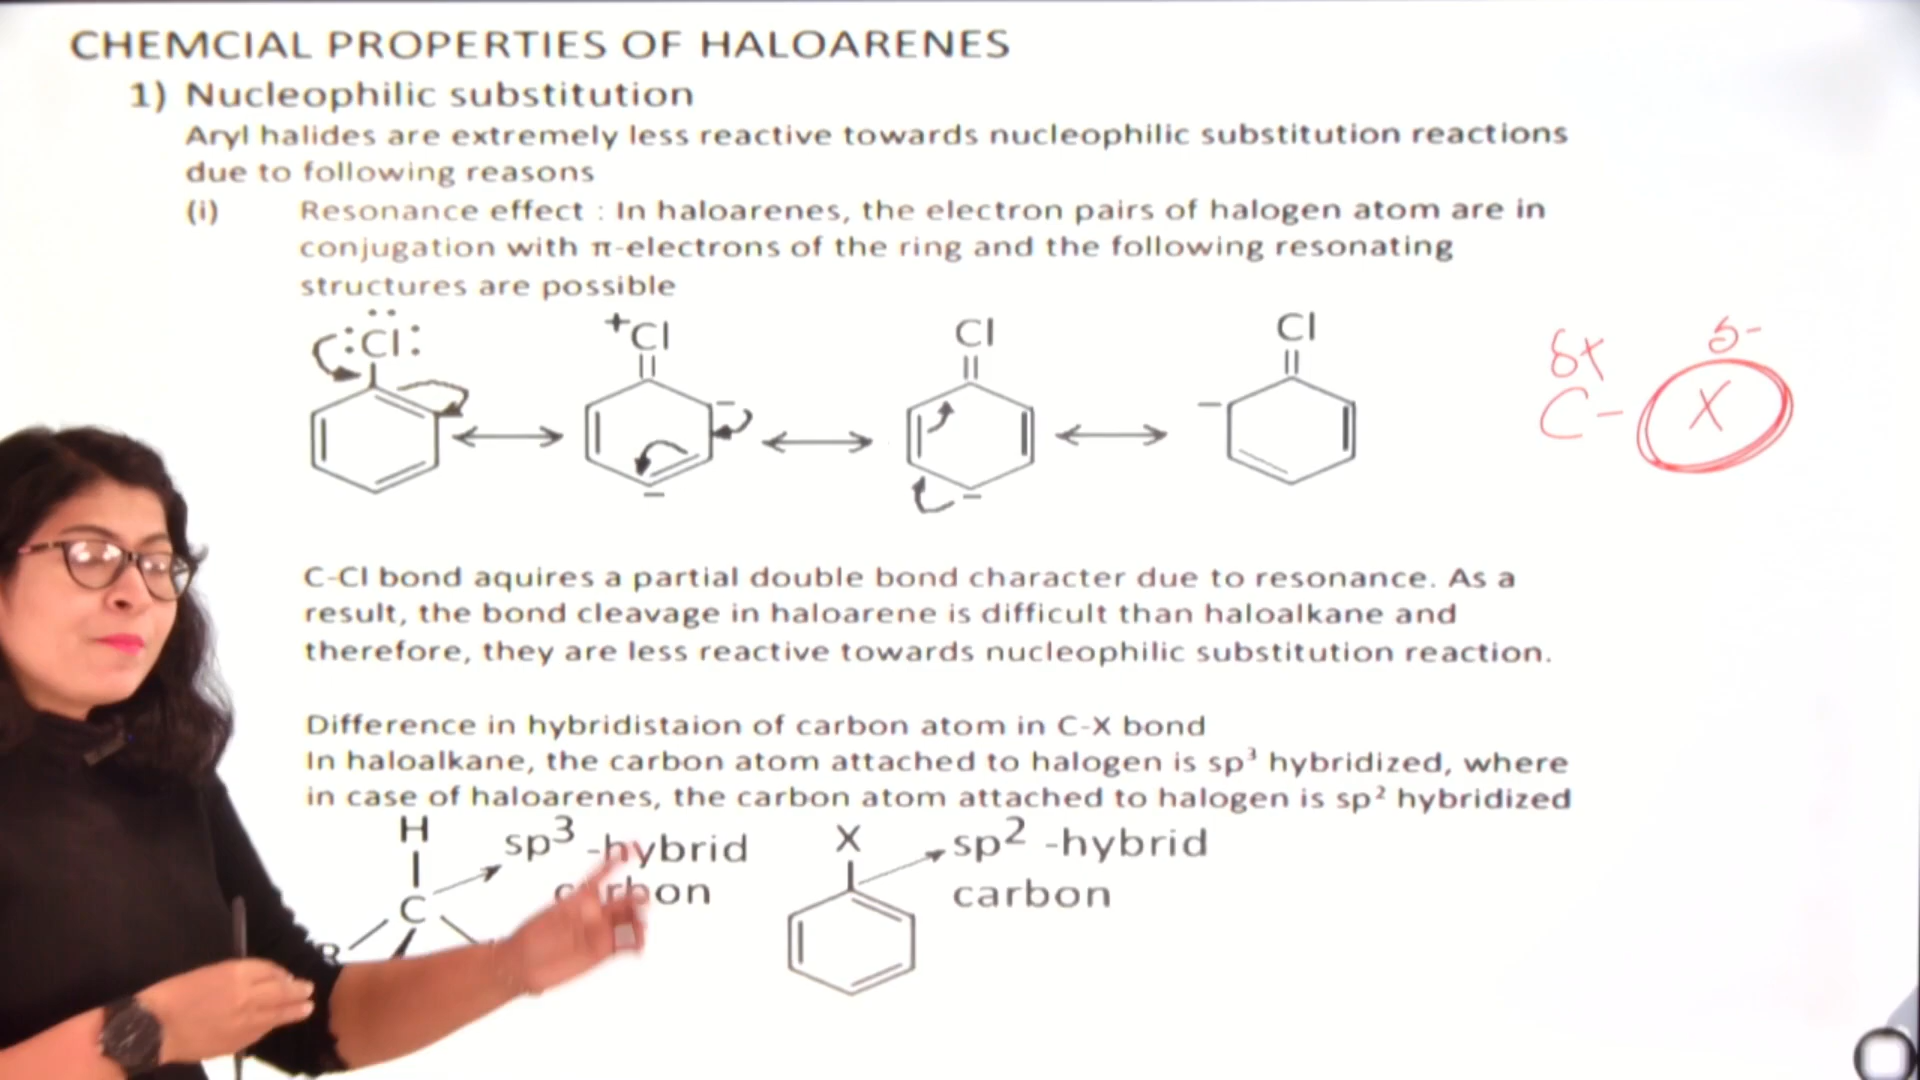 CHEMCIAL PROPERTIES OF HALOARENES
1) Nucleophilic substitution
Aryl halides are extremely less reactive towards nucleophilic substitution reactions
due to following reasons
(i) Resonance effect : In haloarenes, the electron pairs of halogen atom are in
conjugation with π-electrons of the ring and the following resonating
structures are possible
:Cl: +Cl Cl Cl
δ+ δ-
C - X
C-Cl bond aquires a partial double bond character due to resonance. As a
result, the bond cleavage in haloarene is difficult than haloalkane and
therefore, they are less reactive towards nucleophilic substitution reaction.
Difference in hybridistaion of carbon atom in C-X bond
In haloalkane, the carbon atom attached to halogen is sp³ hybridized, where
in case of haloarenes, the carbon atom attached to halogen is sp² hybridized
H sp³ -hybrid X sp² -hybrid
C carbon carbon
R